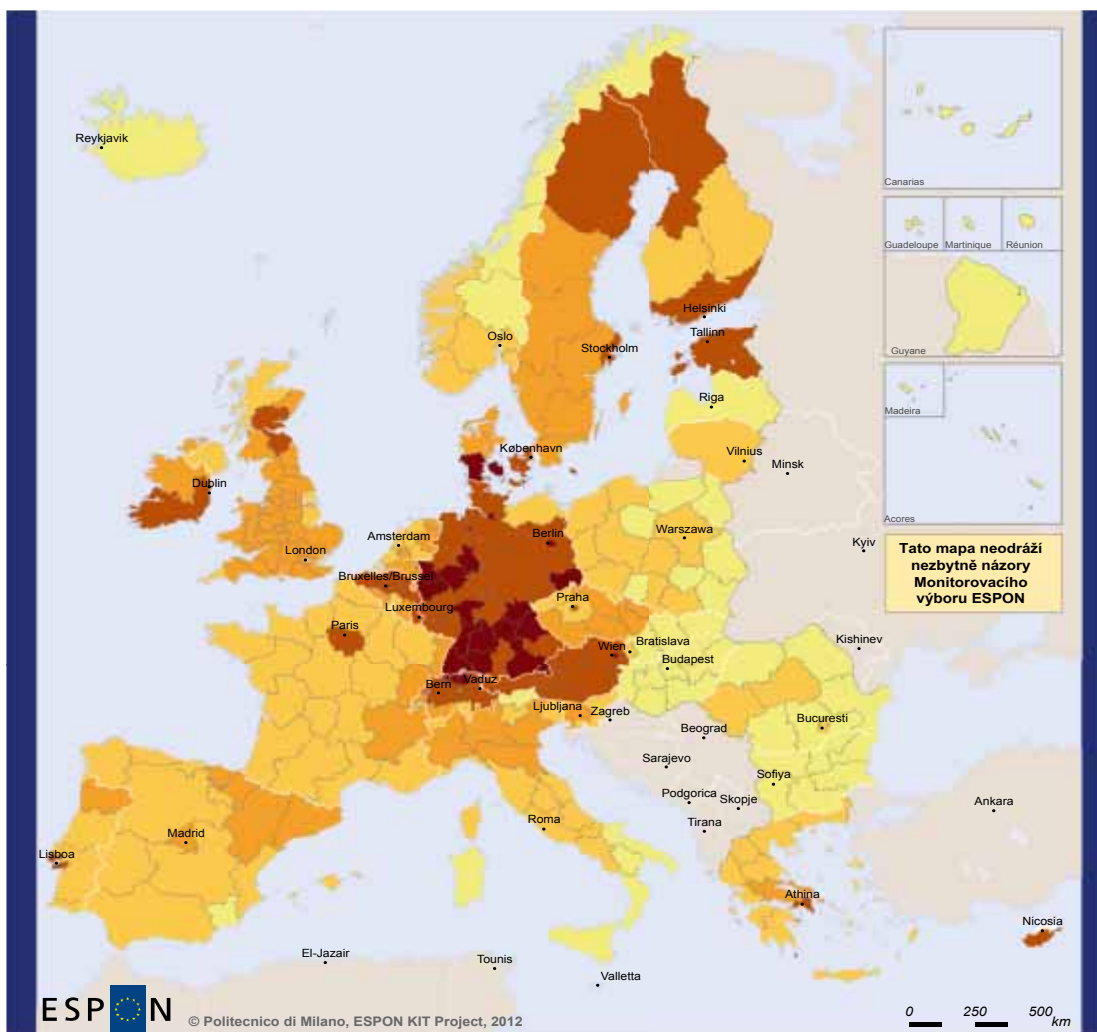 Reykjavik
Canarias
Guadeloupe
Martinique
Réunion
Guyane
Madeira
Acores
Tato mapa neodráží
nezbytně názory
Monitorovacího
výboru ESPON
Oslo
Helsinki
Tallinn
Stockholm
Riga
Vilnius
Minsk
København
Dublin
London
Amsterdam
Berlin
Warszawa
Kyiv
Bruxelles/Brussel
Luxembourg
Praha
Paris
Wien
Bratislava
Budapest
Kishinev
Bern
Vaduz
Ljubljana
Zagreb
Beograd
Bucuresti
Sarajevo
Sofiya
Podgorica
Skopje
Tirana
Ankara
Roma
Madrid
Lisboa
Athina
Nicosia
El-Jazair
Tounis
Valletta
ESPON
© Politecnico di Milano, ESPON KIT Project, 2012
0 250 500
km